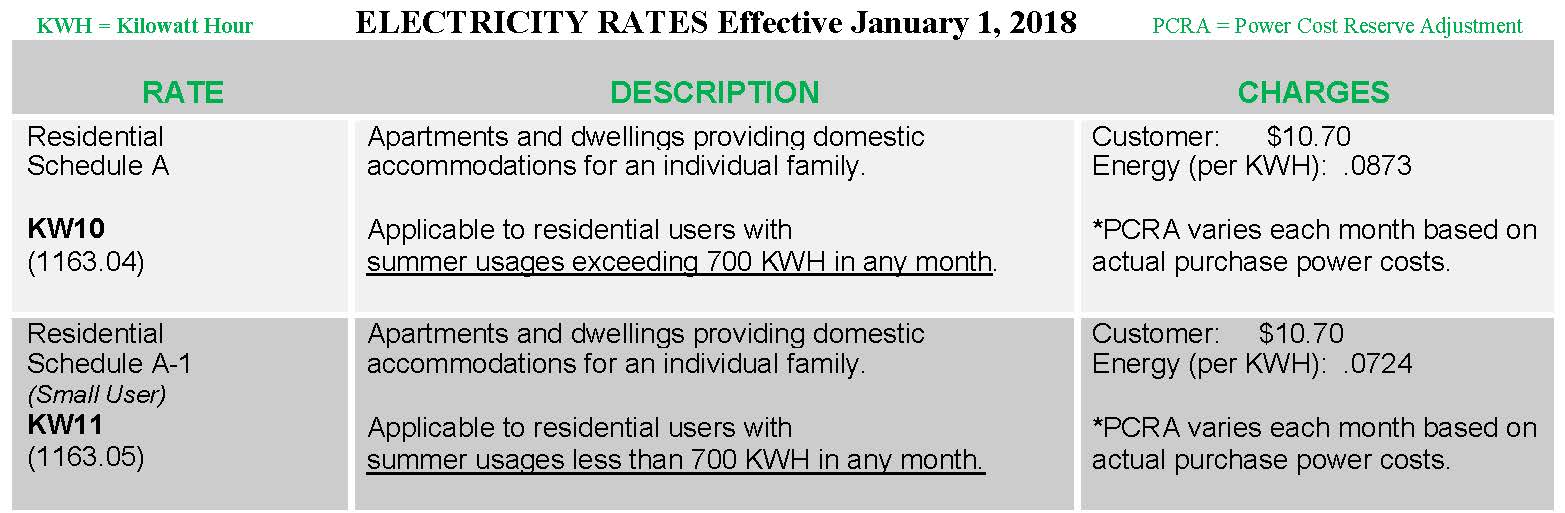 KWH = Kilowatt Hour
ELECTRICITY RATES Effective January 1, 2018
PCRA = Power Cost Reserve Adjustment
RATE
DESCRIPTION
CHARGES
Residential
Schedule A
KW10
(1163.04)
Apartments and dwellings providing domestic
accommodations for an individual family.
Applicable to residential users with
summer usages exceeding 700 KWH in any month.
Customer: $10.70
Energy (per KWH): .0873
*PCRA varies each month based on
actual purchase power costs.
Residential
Schedule A-1
(Small User)
KW11
(1163.05)
Apartments and dwellings providing domestic
accommodations for an individual family.
Applicable to residential users with
summer usages less than 700 KWH in any month.
Customer: $10.70
Energy (per KWH): .0724
*PCRA varies each month based on
actual purchase power costs.